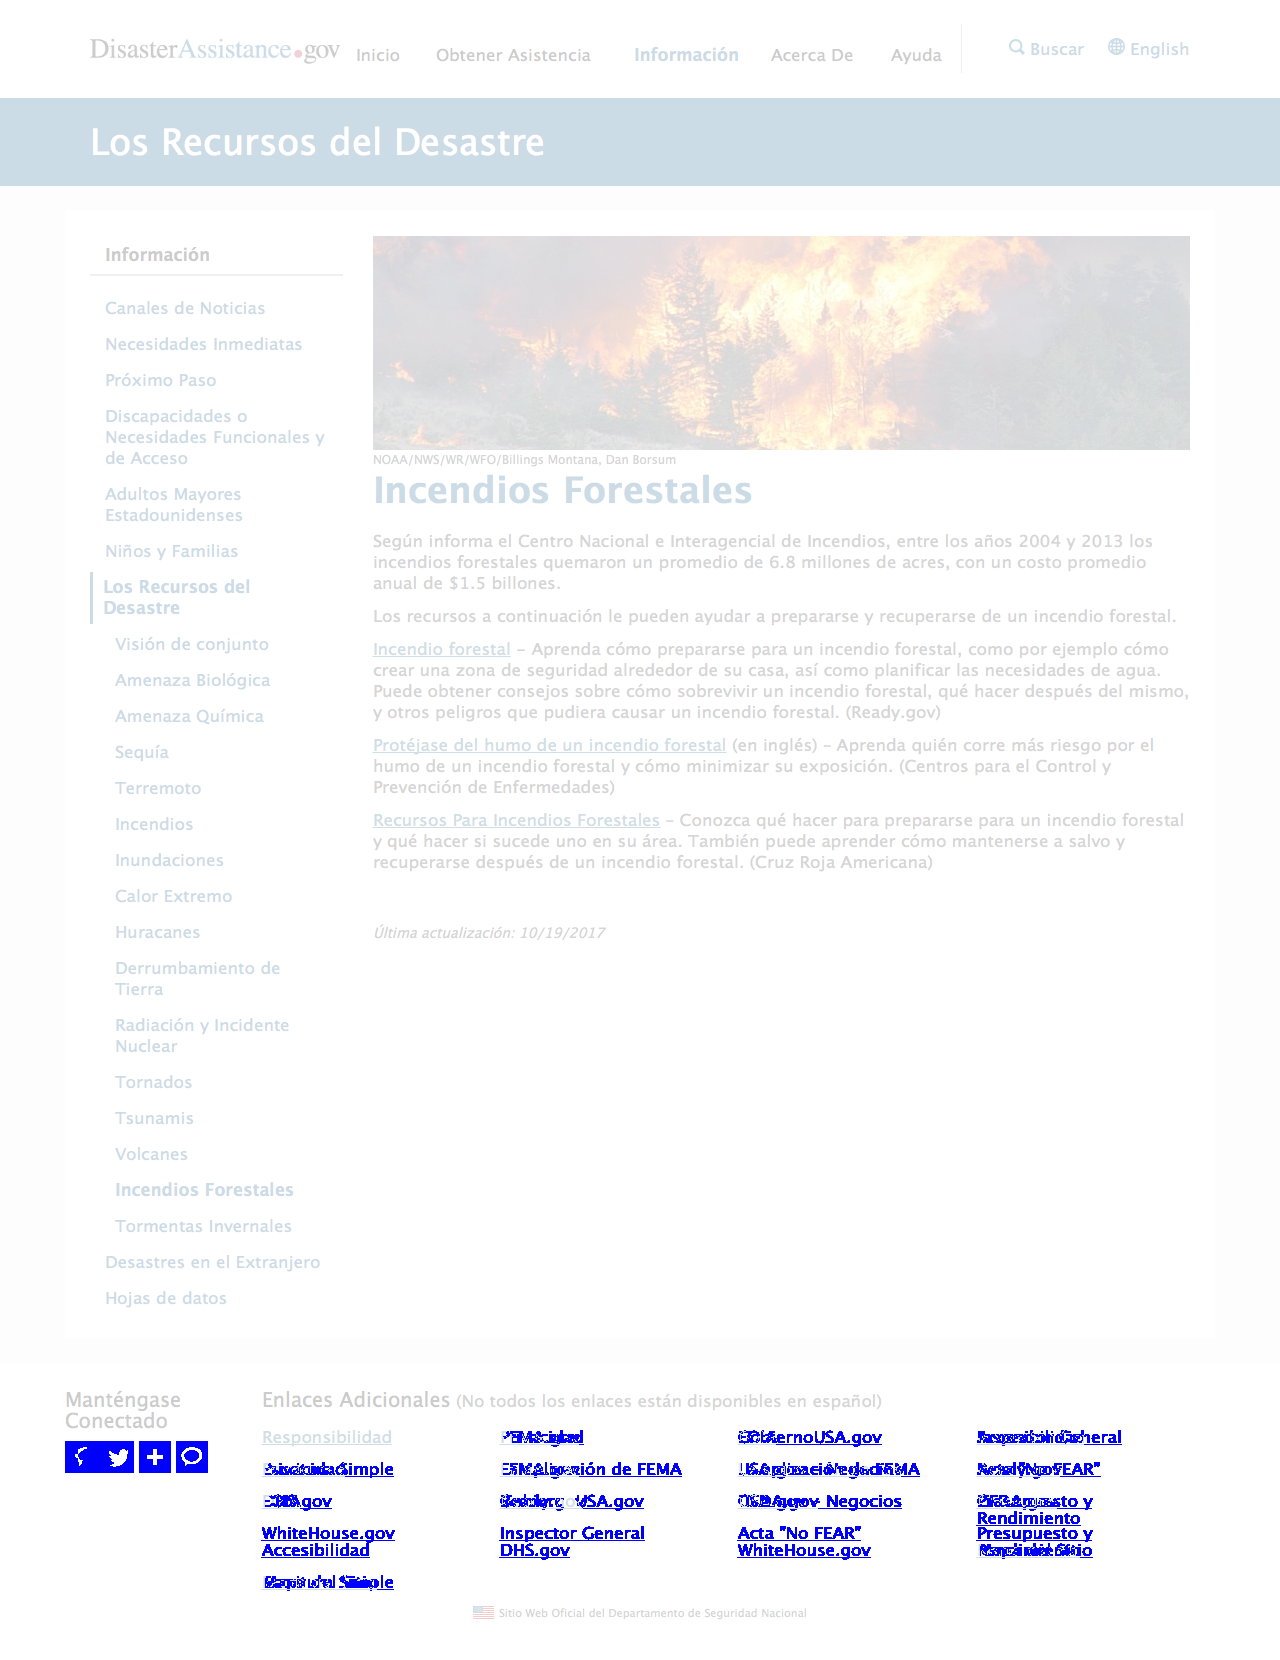 DisasterAssistance.gov
Inicio Obtener Asistencia Información Acerca De Ayuda Buscar English
Los Recursos del Desastre
Información
Canales de Noticias
Necesidades Inmediatas
Próximo Paso
Discapacidades o
Necesidades Funcionales y
de Acceso
Adultos Mayores
Estadounidenses
Niños y Familias
Los Recursos del
Desastre
Visión de conjunto
Amenaza Biológica
Amenaza Química
Sequía
Terremoto
Incendios
Inundaciones
Calor Extremo
Huracanes
Derrumbamiento de
Tierra
Radiación y Incidente
Nuclear
Tornados
Tsunamis
Volcanes
Incendios Forestales
Tormentas Invernales
Desastres en el Extranjero
Hojas de datos
NOAA/NWS/WR/WFO/Billings Montana, Dan Borsum
Incendios Forestales
Según informa el Centro Nacional e Interagencial de Incendios, entre los años 2004 y 2013 los
incendios forestales quemaron un promedio de 6.8 millones de acres, con un costo promedio
anual de $1.5 billones.
Los recursos a continuación le pueden ayudar a prepararse y recuperarse de un incendio forestal.
Incendio forestal – Aprenda cómo prepararse para un incendio forestal, como por ejemplo cómo
crear una zona de seguridad alrededor de su casa, así como planificar las necesidades de agua.
Puede obtener consejos sobre cómo sobrevivir un incendio forestal, qué hacer después del mismo,
y otros peligros que pudiera causar un incendio forestal. (Ready.gov)
Protéjase del humo de un incendio forestal (en inglés) – Aprenda quién corre más riesgo por el
humo de un incendio forestal y cómo minimizar su exposición. (Centros para el Control y
Prevención de Enfermedades)
Recursos Para Incendios Forestales – Conozca qué hacer para prepararse para un incendio forestal
y qué hacer si sucede uno en su área. También puede aprender cómo mantenerse a salvo y
recuperarse después de un incendio forestal. (Cruz Roja Americana)
Última actualización: 10/19/2017
Manténgase
Conectado
Enlaces Adicionales (No todos los enlaces están disponibles en español)
Responsibilidad GobiernoUSA.gov
de FEMA
Negocios
Rendimiento
WhiteHouse.gov Inspector General Acta "No FEAR" Presupuesto y
Accesibilidad DHS.gov WhiteHouse.gov
Sitio Web Oficial del Departamento de Seguridad Nacional